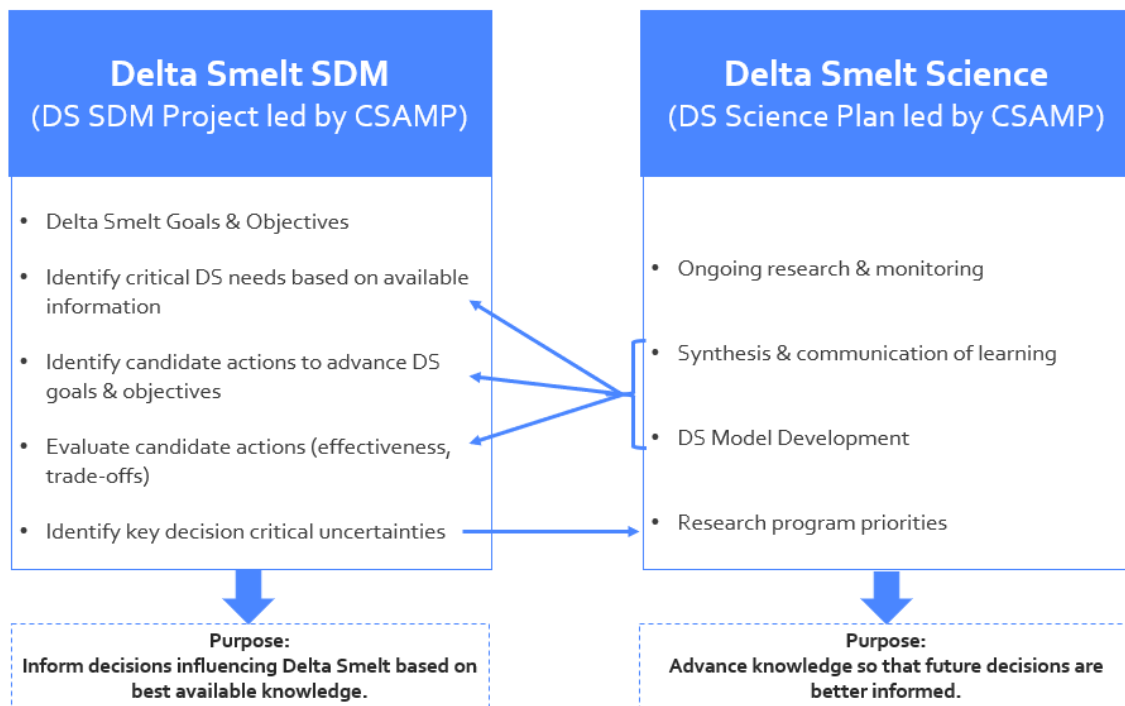 Delta Smelt SDM
(DS SDM Project led by CSAMP)
• Delta Smelt Goals & Objectives
• Identify critical DS needs based on available
information
• Identify candidate actions to advance DS
goals & objectives
• Evaluate candidate actions (effectiveness,
trade-offs)
• Identify key decision critical uncertainties
Purpose:
Inform decisions influencing Delta Smelt based on
best available knowledge.
Delta Smelt Science
(DS Science Plan led by CSAMP)
• Ongoing research & monitoring
• Synthesis & communication of learning
• DS Model Development
• Research program priorities
Purpose:
Advance knowledge so that future decisions are
better informed.